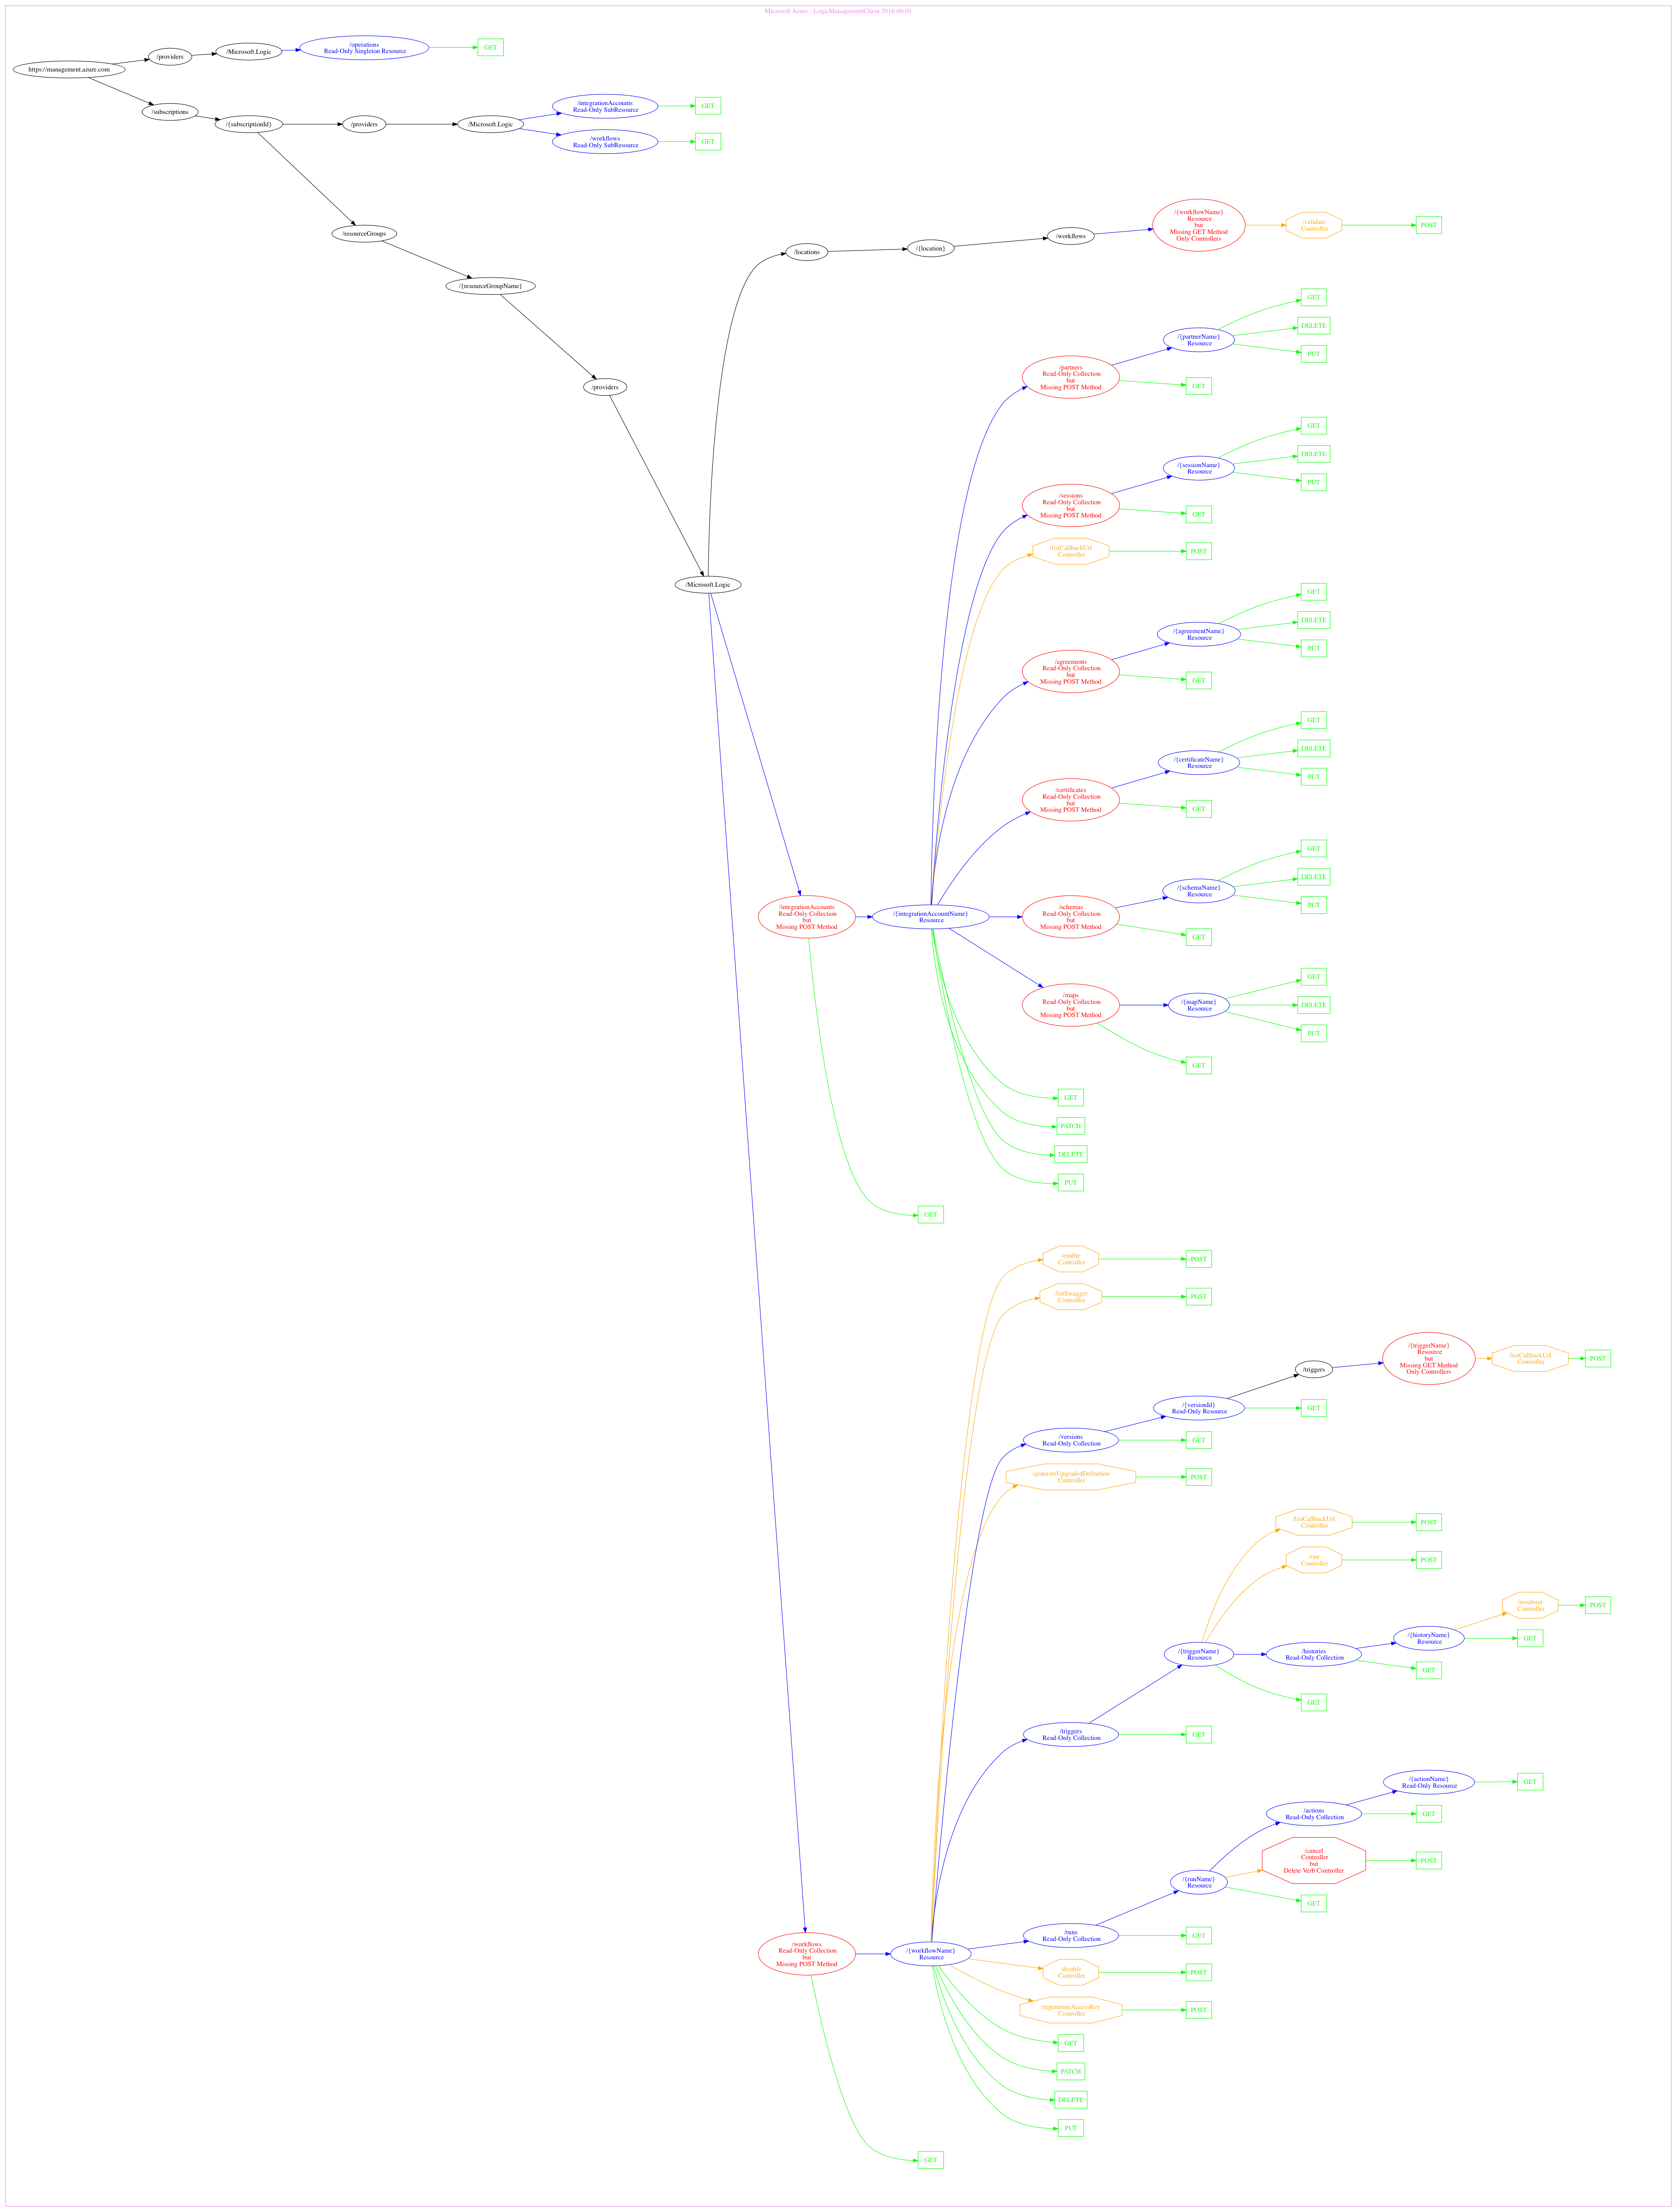 Microsoft Azure - LogicManagementClient 2016-06-01
https://management.azure.com
/providers
/Microsoft.Logic
/operations
Read-Only Singleton Resource
GET
/subscriptions
/{subscriptionId}
/providers
/Microsoft.Logic
/integrationAccounts
Read-Only SubResource
GET
/workflows
Read-Only SubResource
GET
/resourceGroups
/{resourceGroupName}
/providers
/Microsoft.Logic
/locations
/{location}
/workflows
/{workflowName}
Resource
but
Missing GET Method
Only Controllers
/validate
Controller
POST
/partners
Read-Only Collection
but
Missing POST Method
/{partnerName}
Resource
GET
DELETE
PUT
GET
/sessions
Read-Only Collection
but
Missing POST Method
/{sessionName}
Resource
GET
DELETE
PUT
GET
/listCallbackUrl
Controller
POST
/agreements
Read-Only Collection
but
Missing POST Method
/{agreementName}
Resource
GET
DELETE
PUT
GET
/certificates
Read-Only Collection
but
Missing POST Method
/{certificateName}
Resource
GET
DELETE
PUT
GET
/integrationAccounts
Read-Only Collection
but
Missing POST Method
/{integrationAccountName}
Resource
/schemas
Read-Only Collection
but
Missing POST Method
/{schemaName}
Resource
GET
DELETE
PUT
GET
/maps
Read-Only Collection
but
Missing POST Method
/{mapName}
Resource
GET
DELETE
PUT
GET
GET
PATCH
DELETE
PUT
GET
/enable
Controller
POST
/listSwagger
Controller
POST
/versions
Read-Only Collection
/{versionId}
Read-Only Resource
/triggers
/{triggerName}
Resource
but
Missing GET Method
Only Controllers
/listCallbackUrl
Controller
POST
GET
GET
/generateUpgradedDefinition
Controller
POST
/listCallbackUrl
Controller
POST
/run
Controller
POST
/triggers
Read-Only Collection
/{triggerName}
Resource
/histories
Read-Only Collection
/{historyName}
Resource
/resubmit
Controller
POST
GET
GET
GET
GET
/{actionName}
Read-Only Resource
GET
/actions
Read-Only Collection
GET
/cancel
Controller
but
Delete Verb Controller
POST
/{runName}
Resource
GET
/runs
Read-Only Collection
GET
/workflows
Read-Only Collection
but
Missing POST Method
/{workflowName}
Resource
/disable
Controller
POST
/regenerateAccessKey
Controller
POST
GET
PATCH
DELETE
PUT
GET